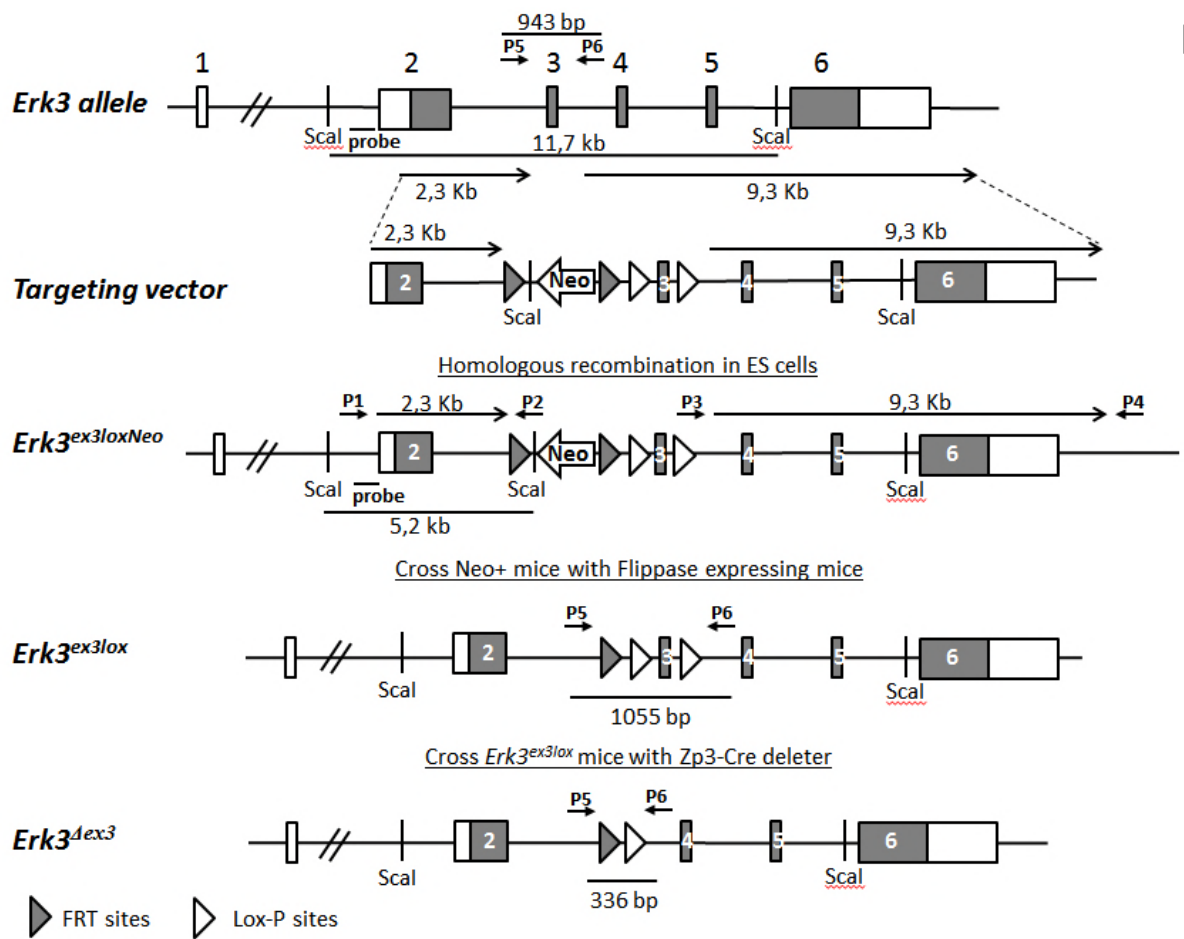 943 bp
P5 P6
1 2 3 4 5 6
Erk3 allele
ScaI probe ScaI
11,7 kb
2,3 Kb 9,3 Kb
2,3 Kb 9,3 Kb
Targeting vector
2 Neo 3 4 5 6
ScaI ScaI
Homologous recombination in ES cells
P1 2,3 Kb P2 P3 9,3 Kb P4
Erk3ex3loxNeo
2 Neo 3 4 5 6
ScaI probe ScaI ScaI
5,2 kb
Cross Neo+ mice with Flippase expressing mice
P5 P6
Erk3ex3lox
2 3 4 5 6
ScaI ScaI
1055 bp
Cross Erk3ex3lox mice with Zp3-Cre deleter
P5 P6
Erk3Δex3
2 4 5 6
ScaI ScaI
336 bp
FRT sites Lox-P sites